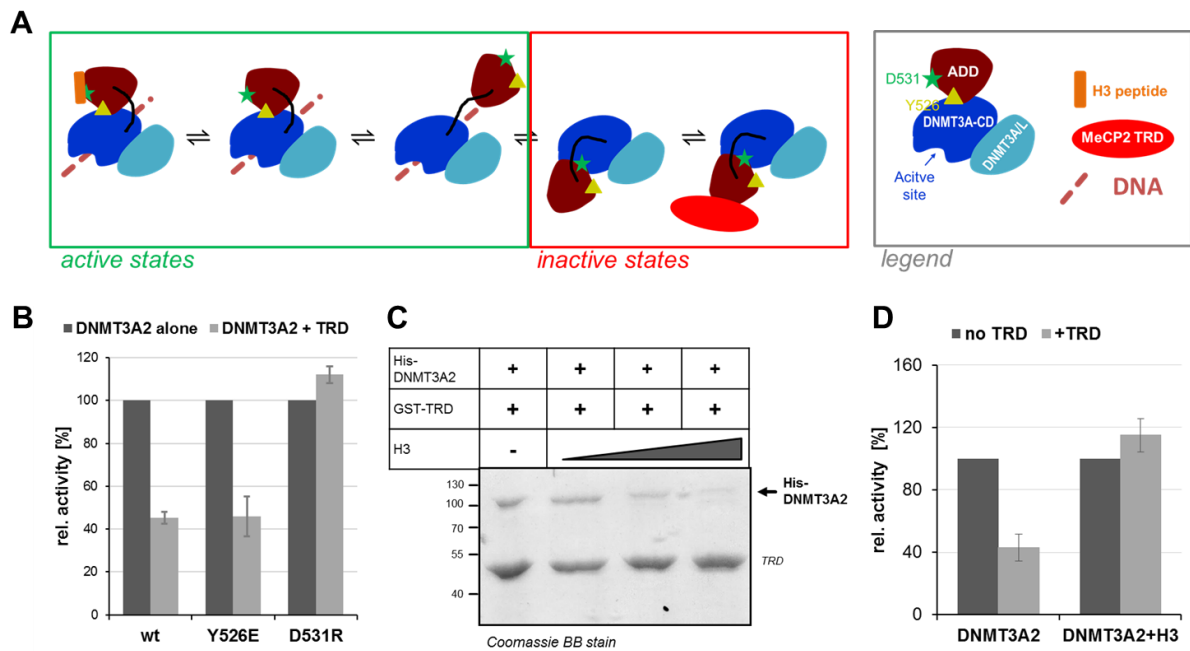 A
active states
inactive states
legend
D531
ADD
Y526
DNMT3A-CD
DNMT3A/L
Acitve
site
H3 peptide
MeCP2 TRD
DNA
B
DNMT3A2 alone
DNMT3A2 + TRD
rel. activity [%]
120
100
80
60
40
20
0
wt
Y526E
D531R
C
His-
DNMT3A2
+
+
+
+
GST-TRD
+
+
+
+
H3
-
130
100
70
55
40
His-
DNMT3A2
TRD
Coomassie BB stain
D
no TRD
+TRD
rel. activity [%]
160
120
80
40
0
DNMT3A2
DNMT3A2+H3